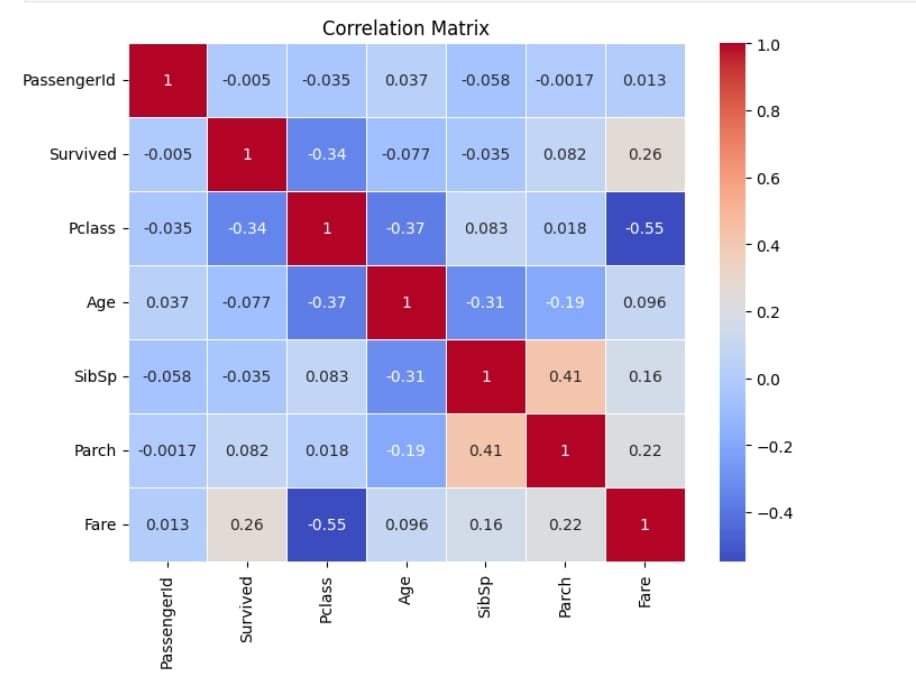 Correlation Matrix
PassengerId 1 -0.005 -0.035 0.037 -0.058 -0.0017 0.013
Survived -0.005 1 -0.34 -0.077 -0.035 0.082 0.26
Pclass -0.035 -0.34 1 -0.37 0.083 0.018 -0.55
Age 0.037 -0.077 -0.37 1 -0.31 -0.19 0.096
SibSp -0.058 -0.035 0.083 -0.31 1 0.41 0.16
Parch -0.0017 0.082 0.018 -0.19 0.41 1 0.22
Fare 0.013 0.26 -0.55 0.096 0.16 0.22 1
PassengerId Survived Pclass Age SibSp Parch Fare
1.0
0.8
0.6
0.4
0.2
0.0
−0.2
−0.4